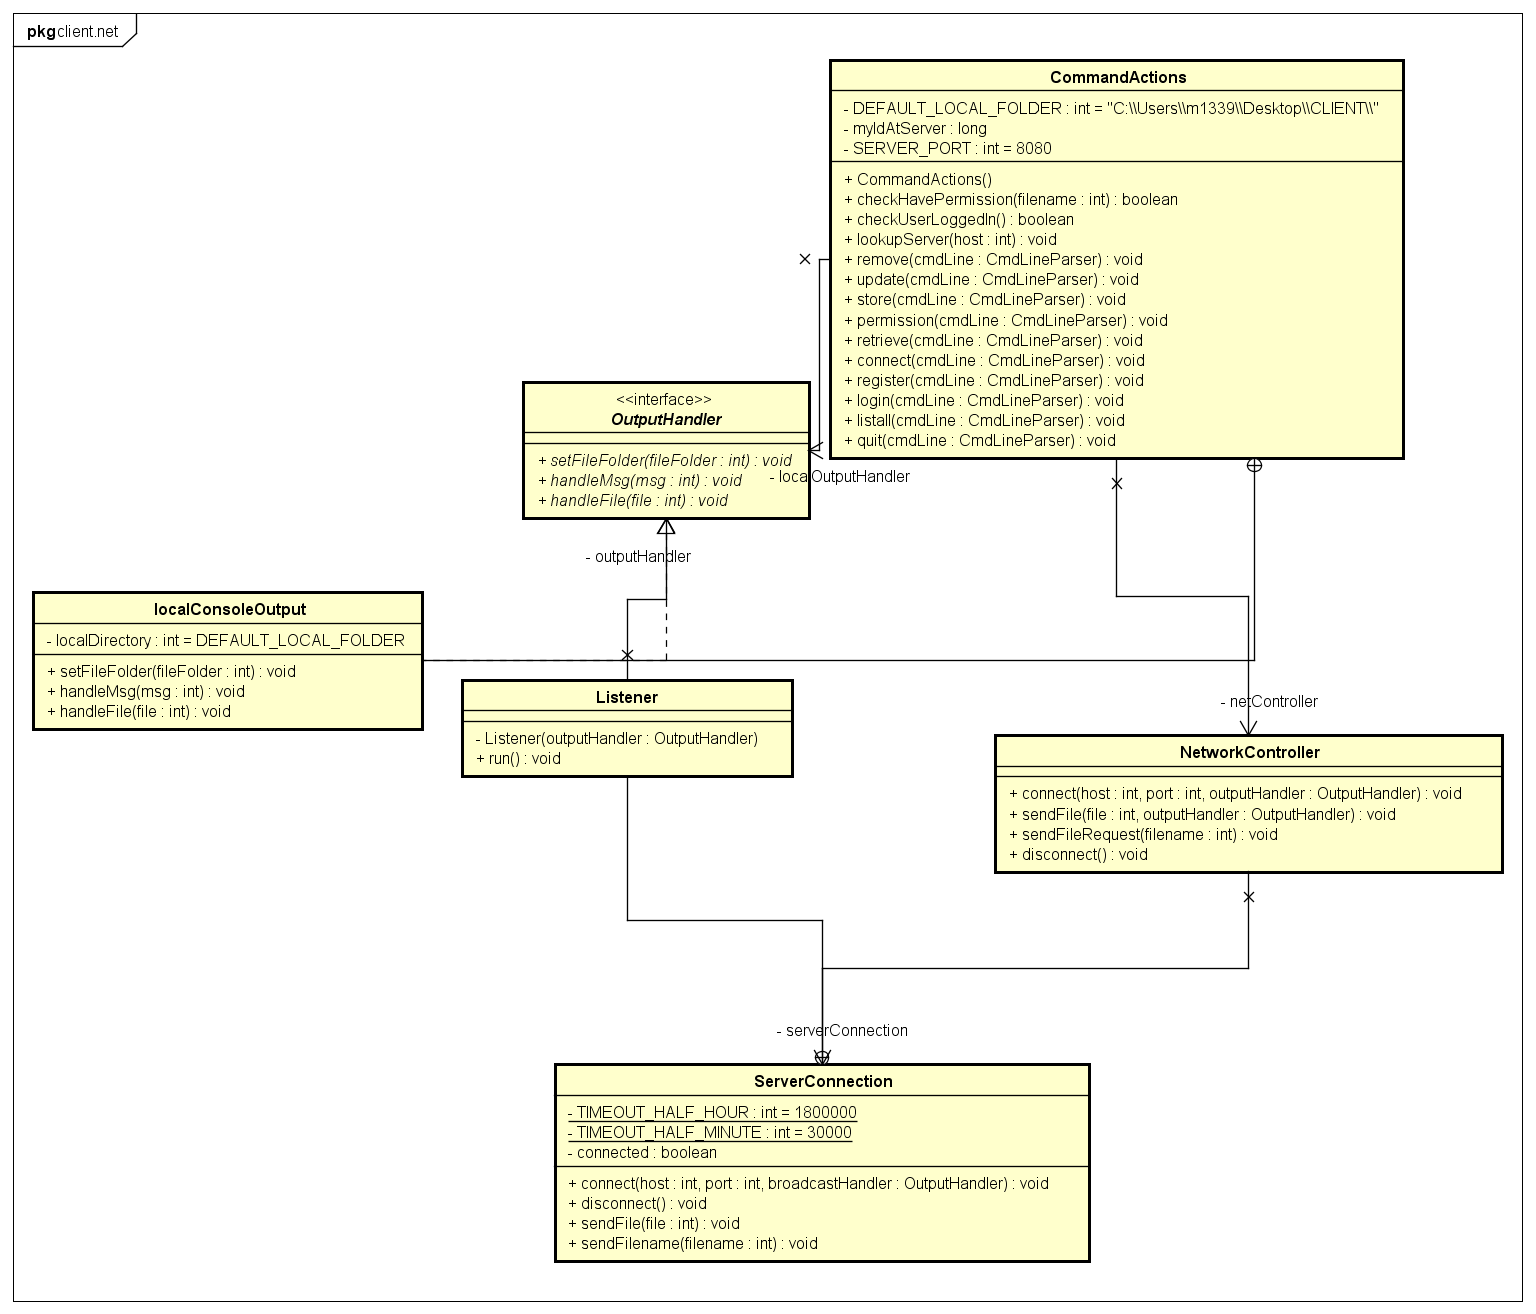 pkg client.net
CommandActions
- DEFAULT_LOCAL_FOLDER : int = "C:\\Users\\m1339\\Desktop\\CLIENT\\"
- myIdAtServer : long
- SERVER_PORT : int = 8080
+ CommandActions()
+ checkHavePermission(filename : int) : boolean
+ checkUserLoggedIn() : boolean
+ lookupServer(host : int) : void
+ remove(cmdLine : CmdLineParser) : void
+ update(cmdLine : CmdLineParser) : void
+ store(cmdLine : CmdLineParser) : void
+ permission(cmdLine : CmdLineParser) : void
+ retrieve(cmdLine : CmdLineParser) : void
+ connect(cmdLine : CmdLineParser) : void
+ register(cmdLine : CmdLineParser) : void
+ login(cmdLine : CmdLineParser) : void
+ listall(cmdLine : CmdLineParser) : void
+ quit(cmdLine : CmdLineParser) : void
<<interface>>
OutputHandler
+ setFileFolder(fileFolder : int) : void
+ handleMsg(msg : int) : void
+ handleFile(file : int) : void
- localOutputHandler
- outputHandler
localConsoleOutput
- localDirectory : int = DEFAULT_LOCAL_FOLDER
+ setFileFolder(fileFolder : int) : void
+ handleMsg(msg : int) : void
+ handleFile(file : int) : void
Listener
- Listener(outputHandler : OutputHandler)
+ run() : void
- netController
NetworkController
+ connect(host : int, port : int, outputHandler : OutputHandler) : void
+ sendFile(file : int, outputHandler : OutputHandler) : void
+ sendFileRequest(filename : int) : void
+ disconnect() : void
- serverConnection
ServerConnection
- TIMEOUT_HALF_HOUR : int = 1800000
- TIMEOUT_HALF_MINUTE : int = 30000
- connected : boolean
+ connect(host : int, port : int, broadcastHandler : OutputHandler) : void
+ disconnect() : void
+ sendFile(file : int) : void
+ sendFilename(filename : int) : void